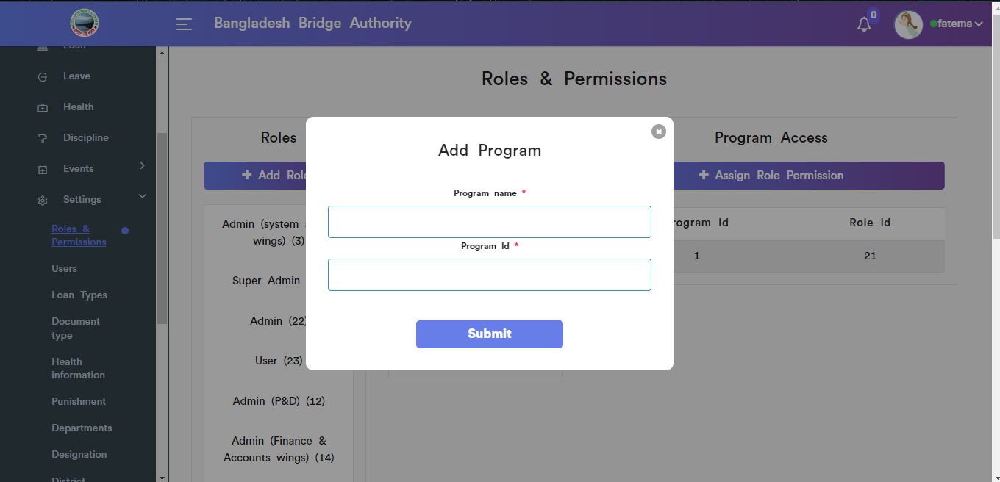 Bangladesh Bridge Authority
0
fatema
Loan
Leave
Health
Discipline
Events
Settings
Roles &
Permissions
Users
Loan Types
Document
type
Health
information
Punishment
Departments
Designation
District
Roles & Permissions
Roles
Add Role
Admin (system
wings) (3)
Super Admin
Admin (22)
User (23)
Admin (P&D) (12)
Admin (Finance &
Accounts wings) (14)
Add Program
Program name *
Program Id *
Submit
Program Access
Assign Role Permission
rogram Id
Role id
1
21